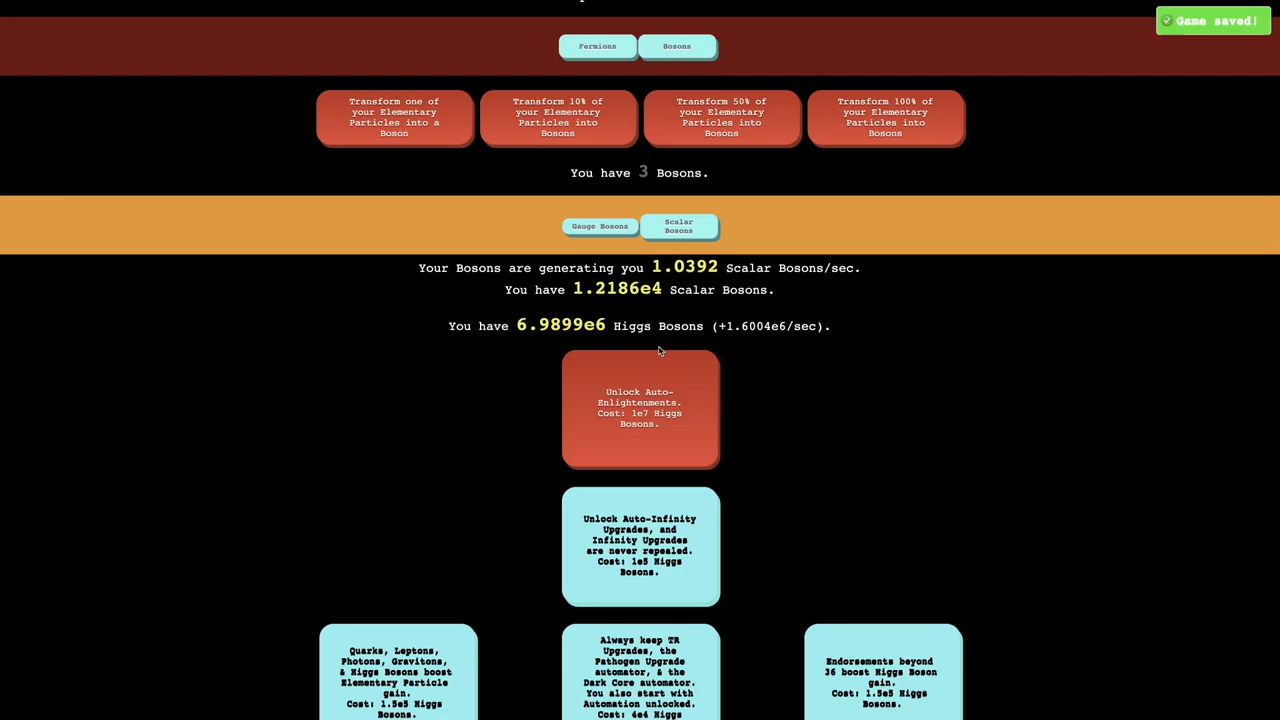 Game saved!
Fermions
Bosons
Transform one of
your Elementary
Particles into a
Boson
Transform 10% of
your Elementary
Particles into
Bosons
Transform 50% of
your Elementary
Particles into
Bosons
Transform 100% of
your Elementary
Particles into
Bosons
You have 3 Bosons.
Gauge Bosons
Scalar
Bosons
Your Bosons are generating you 1.0392 Scalar Bosons/sec.
You have 1.2186e4 Scalar Bosons.
You have 6.9899e6 Higgs Bosons (+1.6004e6/sec).
Unlock Auto-
Enlightenments.
Cost: 1e7 Higgs
Bosons.
Unlock Auto-Infinity
Upgrades, and
Infinity Upgrades
are never repealed.
Cost: 1e5 Higgs
Bosons.
Quarks, Leptons,
Photons, Gravitons,
& Higgs Bosons boost
Elementary Particle
gain.
Cost: 1.5e5 Higgs
Bosons.
Always keep TR
Upgrades, the
Pathogen Upgrade
automator, & the
Dark Core automator.
You also start with
Automation unlocked.
Cost: 4e4 Higgs
Endorsements beyond
36 boost Higgs Boson
gain.
Cost: 1.5e5 Higgs
Bosons.